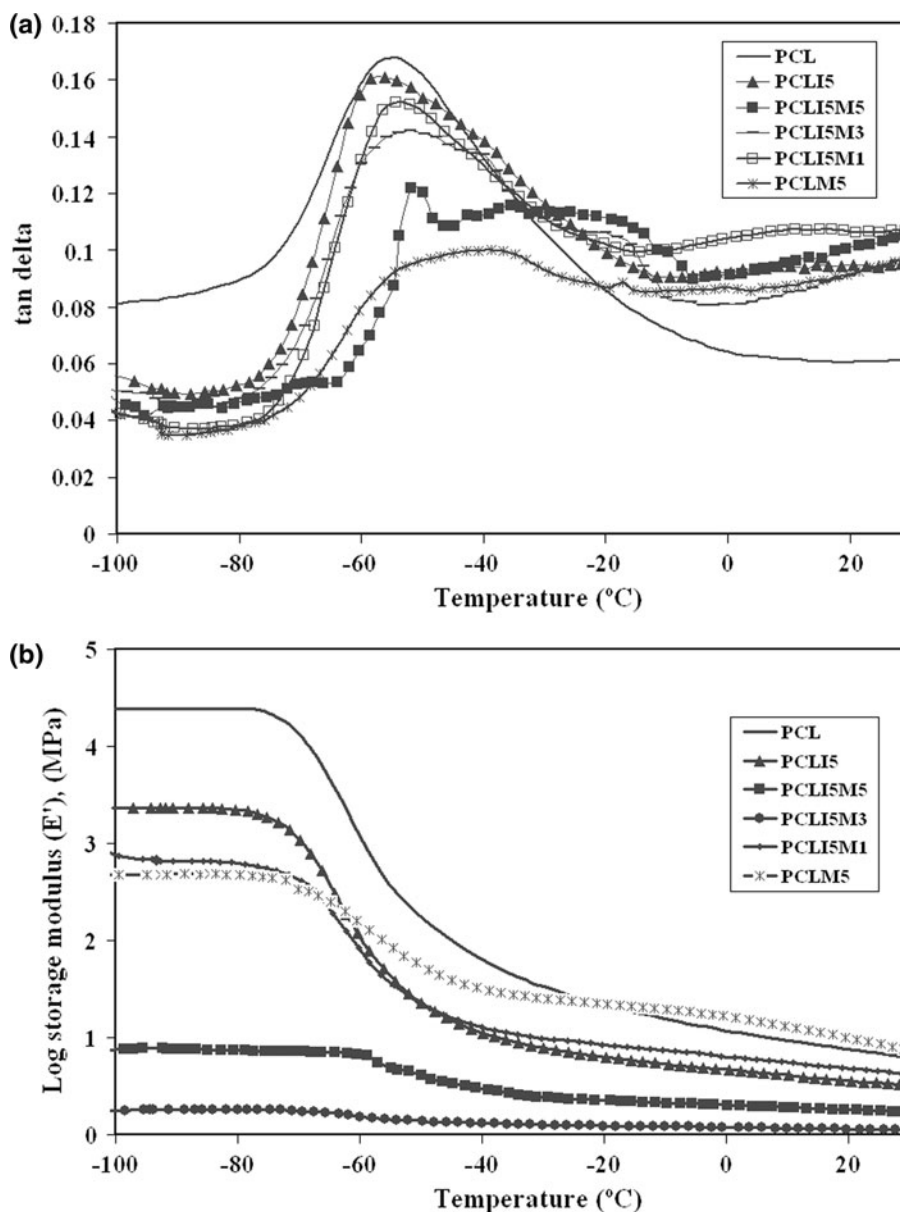 (a)
0.18
0.16
0.14
0.12
0.1
0.08
0.06
0.04
0.02
0
tan delta
PCL
PCLI5
PCLI5M5
PCLI5M3
PCLI5M1
PCLM5
-100 -80 -60 -40 -20 0 20
Temperature (ºC)
(b)
5
4
3
2
1
0
Log storage modulus (E'), (MPa)
PCL
PCLI5
PCLI5M5
PCLI5M3
PCLI5M1
PCLM5
-100 -80 -60 -40 -20 0 20
Temperature (ºC)